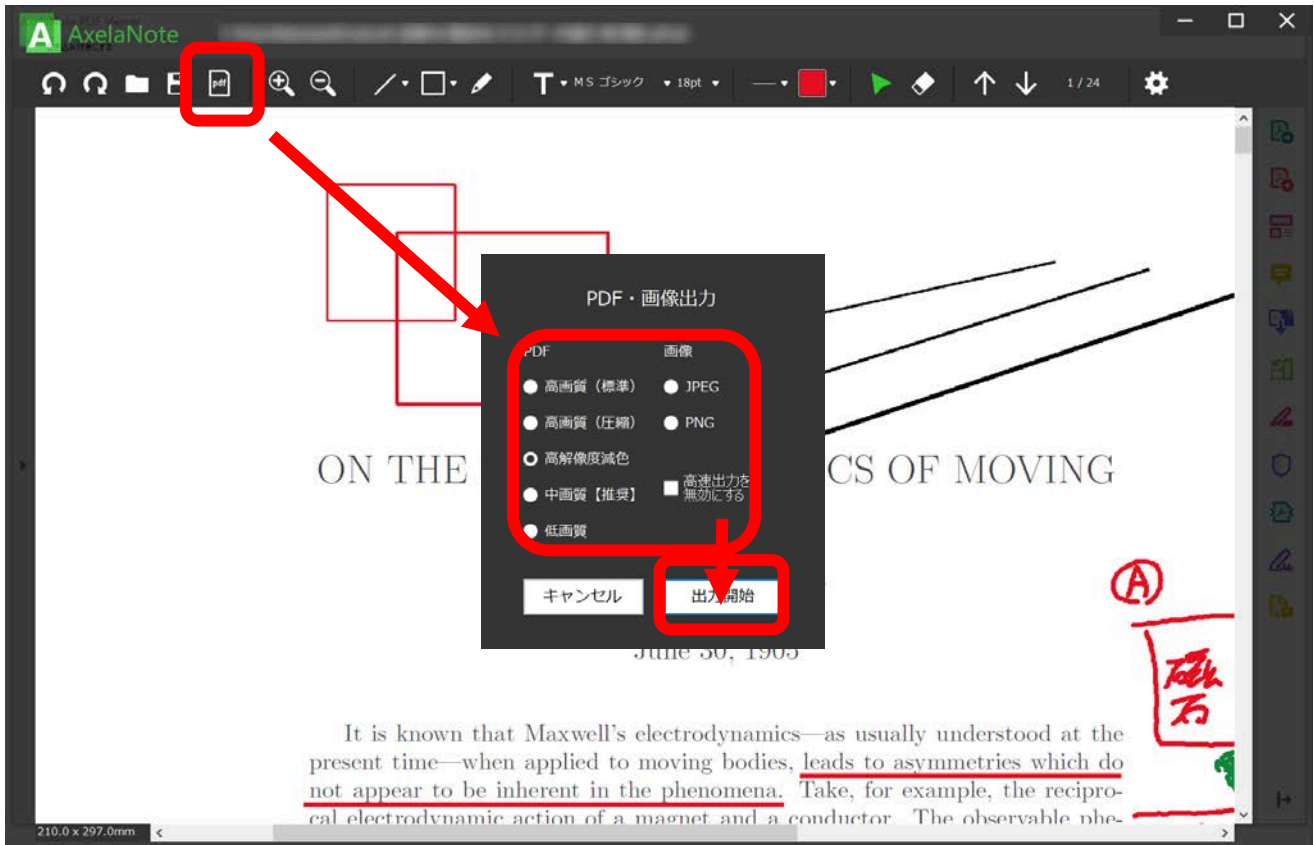 AxelaNote
pdf
T MS ゴシック 18pt 1 / 24
PDF・画像出力
PDF 画像
高画質（標準） JPEG
高画質（圧縮） PNG
高解像度減色
高速出力を
無効にする
中画質【推奨】
低画質
キャンセル 出力開始
ON THE CS OF MOVING
June 30, 1905
A
磁
石
It is known that Maxwell's electrodynamics—as usually understood at the
present time—when applied to moving bodies, leads to asymmetries which do
not appear to be inherent in the phenomena. Take, for example, the recipro-
cal electrodynamic action of a magnet and a conductor. The observable phe-
210.0 x 297.0mm